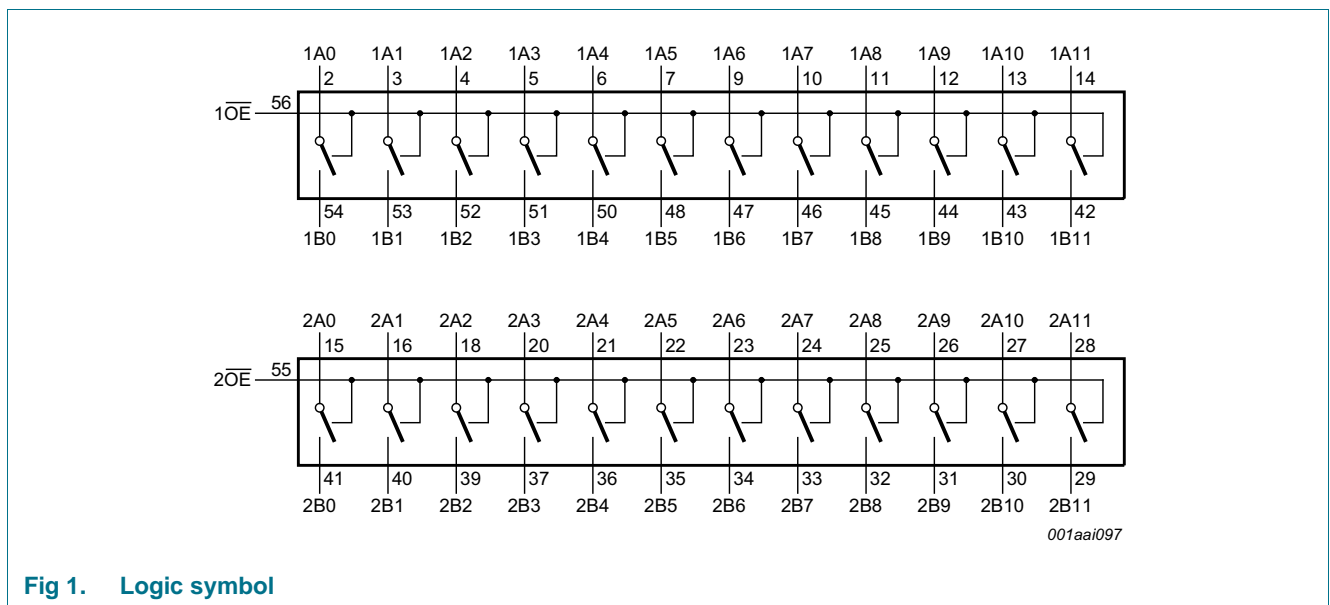 1A0 1A1 1A2 1A3 1A4 1A5 1A6 1A7 1A8 1A9 1A10 1A11
2 3 4 5 6 7 9 10 11 12 13 14
1O̅E̅ 56
54 53 52 51 50 48 47 46 45 44 43 42
1B0 1B1 1B2 1B3 1B4 1B5 1B6 1B7 1B8 1B9 1B10 1B11
2A0 2A1 2A2 2A3 2A4 2A5 2A6 2A7 2A8 2A9 2A10 2A11
15 16 18 20 21 22 23 24 25 26 27 28
2O̅E̅ 55
41 40 39 37 36 35 34 33 32 31 30 29
2B0 2B1 2B2 2B3 2B4 2B5 2B6 2B7 2B8 2B9 2B10 2B11
001aai097
Fig 1. Logic symbol